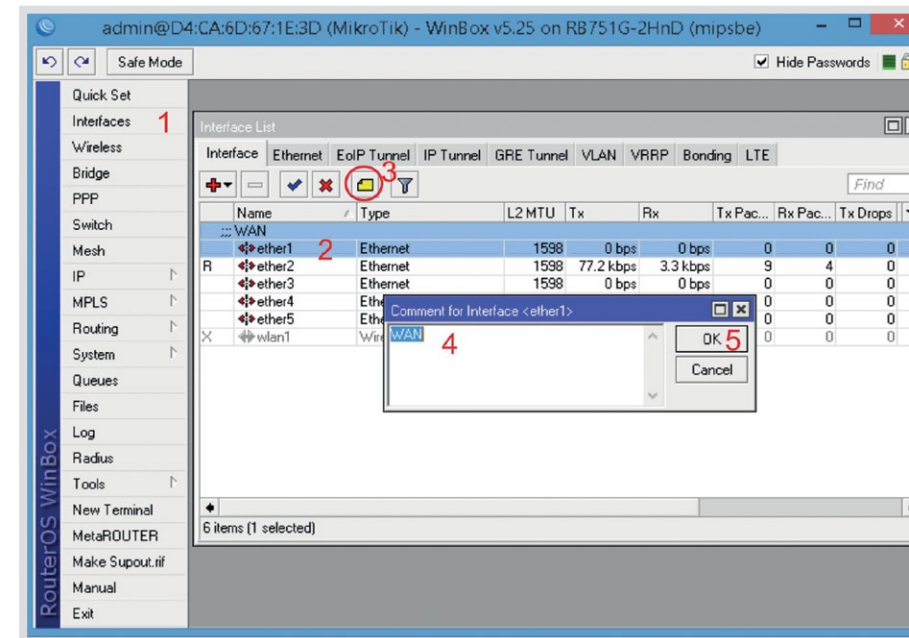 admin@D4:CA:6D:67:1E:3D (MikroTik) - WinBox v5.25 on RB751G-2HnD (mipsbe)
Safe Mode
Hide Passwords
RouterOS WinBox
Quick Set
Interfaces 1
Wireless
Bridge
PPP
Switch
Mesh
IP
MPLS
Routing
System
Queues
Files
Log
Radius
Tools
New Terminal
MetaROUTER
Make Supout.rif
Manual
Exit
Interface List
Interface Ethernet EoIP Tunnel IP Tunnel GRE Tunnel VLAN VRRP Bonding LTE
3
Find
Name Type L2 MTU Tx Rx Tx Pac... Rx Pac... Tx Drops
;;; WAN
ether1 2 Ethernet 1598 0 bps 0 bps 0 0 0
R ether2 Ethernet 1598 77.2 kbps 3.3 kbps 9 4 0
ether3 Ethernet 1598 0 bps 0 bps 0 0 0
ether4 Ethe 0 0 0
ether5 Ethe 0 0 0
X wlan1 Wire 0 0 0
Comment for Interface <ether1>
WAN 4
OK 5
Cancel
6 items (1 selected)